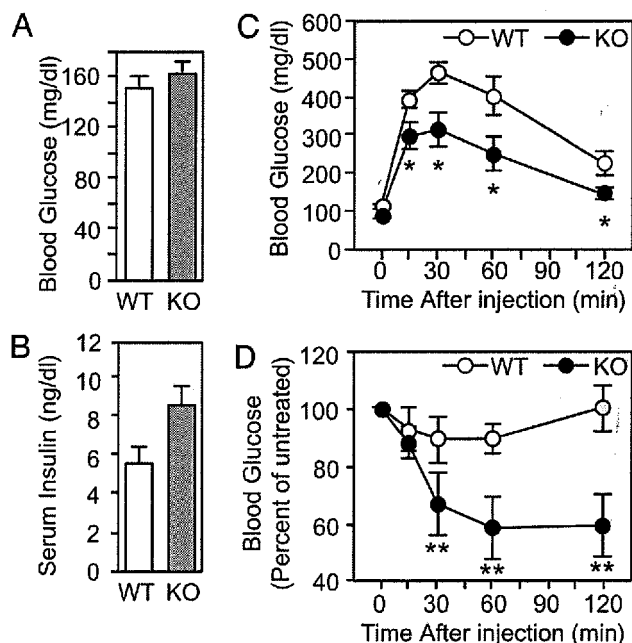 A
Blood Glucose (mg/dl)
160
120
80
40
0
WT KO
B
Serum Insulin (ng/dl)
12
10
8
6
4
2
0
WT KO
C
Blood Glucose (mg/dl)
600
500
400
300
200
100
WT KO
* * * *
0 30 60 90 120
Time After injection (min)
D
Blood Glucose
(Percent of untreated)
120
100
80
60
40
WT KO
** ** **
0 30 60 90 120
Time After injection (min)